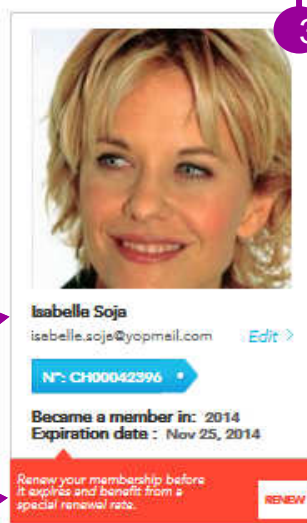 3
Isabelle Soja
isabelle.soja@yopmail.com Edit >
N°: CH00042396
Became a member in: 2014
Expiration date : Nov 25, 2014
Renew your membership before
it expires and benefit from a
special renewal rate.
RENEW